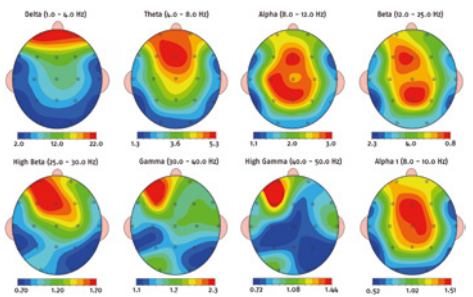 Delta (1.0 - 4.0 Hz)
Theta (4.0 - 8.0 Hz)
Alpha (8.0 - 12.0 Hz)
Beta (12.0 - 25.0 Hz)
2.0 12.0 22.0
1.3 3.6 5.3
1.1 2.0 3.0
2.3 4.0 0.8
High Beta (25.0 - 30.0 Hz)
Gamma (30.0 - 40.0 Hz)
High Gamma (40.0 - 50.0 Hz)
Alpha 1 (8.0 - 10.0 Hz)
0.70 1.20 1.70
1.1 1.2 2.3
0.72 1.08 1.44
0.52 1.02 1.51